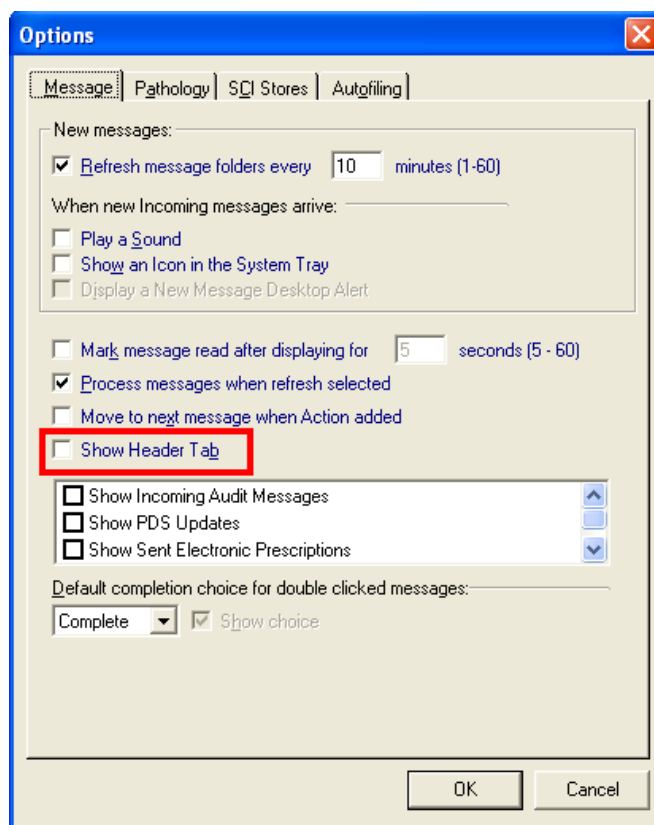 Options
Message Pathology SCI Stores Autofiling
New messages:
Refresh message folders every 10 minutes (1-60)
When new Incoming messages arrive:
Play a Sound
Show an Icon in the System Tray
Display a New Message Desktop Alert
Mark message read after displaying for 5 seconds (5 - 60)
Process messages when refresh selected
Move to next message when Action added
Show Header Tab
Show Incoming Audit Messages
Show PDS Updates
Show Sent Electronic Prescriptions
Default completion choice for double clicked messages:
Complete Show choice
OK Cancel